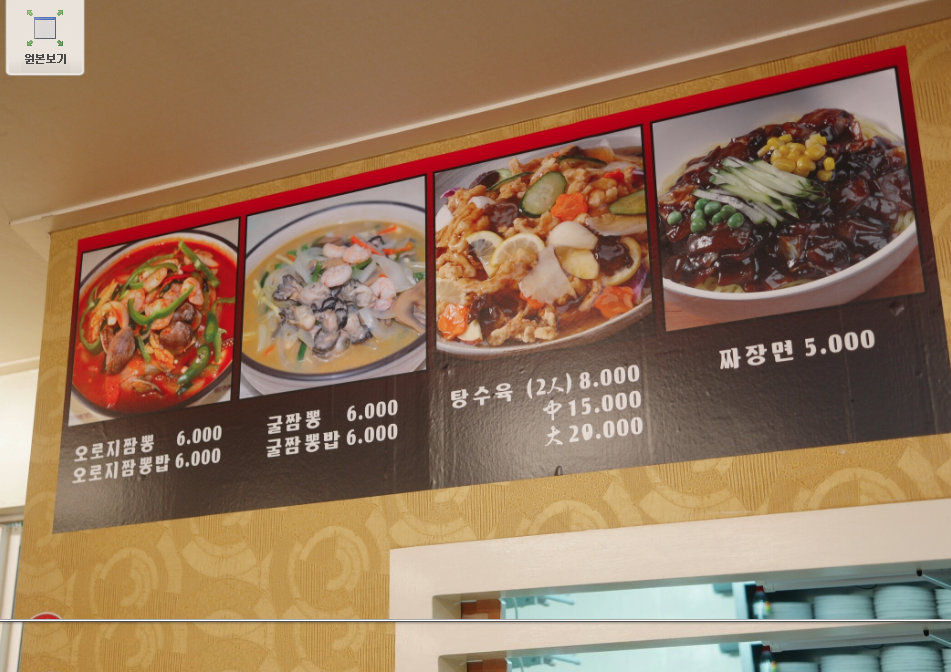 원본보기
오로지짬뽕 6.000
오로지짬뽕밥 6.000
굴짬뽕 6.000
굴짬뽕밥 6.000
탕수육 (2人) 8.000
中 15.000
大 20.000
짜장면 5.000